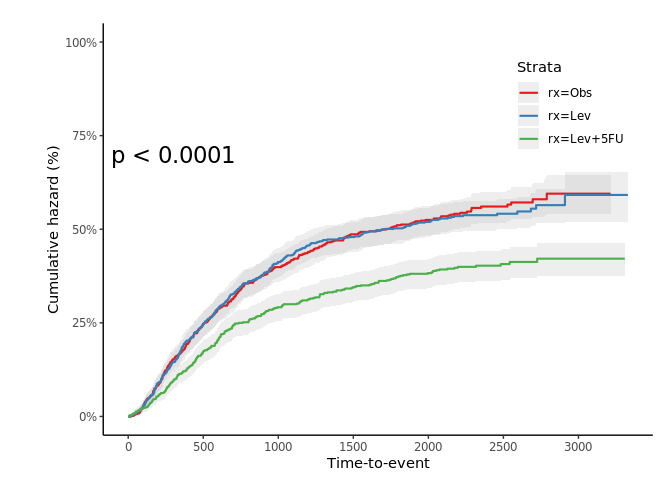 100%
75%
50%
25%
0%
Cumulative hazard (%)
p < 0.0001
Strata
rx=Obs
rx=Lev
rx=Lev+5FU
0 500 1000 1500 2000 2500 3000
Time-to-event